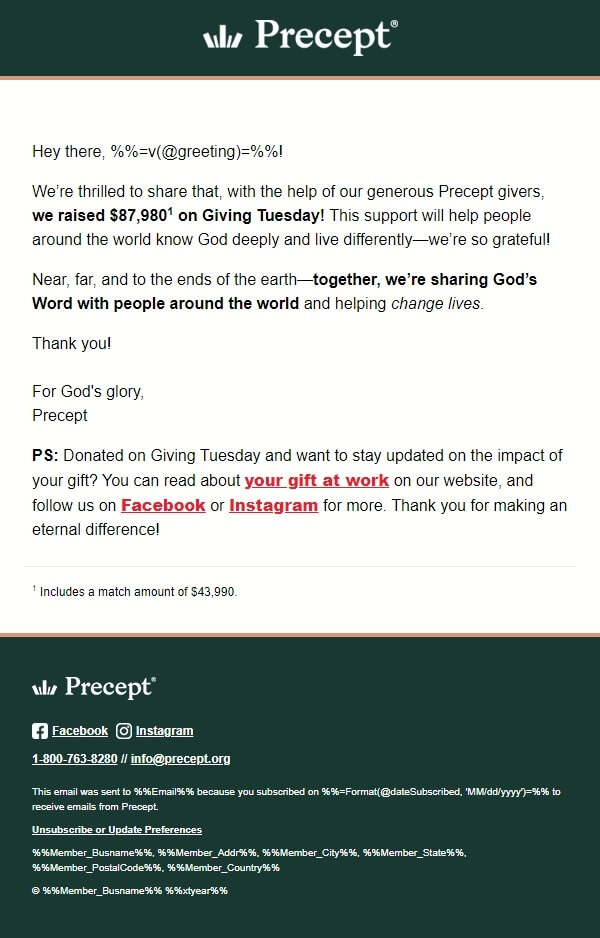 Precept®
Hey there, %%=v(@greeting)=%%!
We’re thrilled to share that, with the help of our generous Precept givers,
we raised $87,980¹ on Giving Tuesday! This support will help people
around the world know God deeply and live differently—we’re so grateful!
Near, far, and to the ends of the earth—together, we’re sharing God’s
Word with people around the world and helping change lives.
Thank you!
For God's glory,
Precept
PS: Donated on Giving Tuesday and want to stay updated on the impact of
your gift? You can read about your gift at work on our website, and
follow us on Facebook or Instagram for more. Thank you for making an
eternal difference!
¹ Includes a match amount of $43,990.
Precept®
Facebook Instagram
1-800-763-8280 // info@precept.org
This email was sent to %%Email%% because you subscribed on %%=Format(@dateSubscribed, 'MM/dd/yyyy')=%% to
receive emails from Precept.
Unsubscribe or Update Preferences
%%Member_Busname%%, %%Member_Addr%%, %%Member_City%%, %%Member_State%%,
%%Member_PostalCode%%, %%Member_Country%%
© %%Member_Busname%% %%xtyear%%